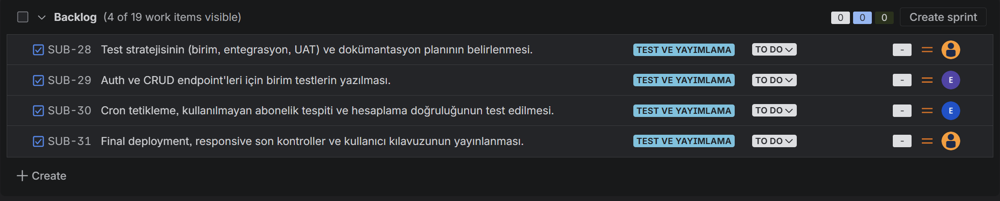 Backlog (4 of 19 work items visible) 0 0 0 Create sprint
SUB-28 Test stratejisinin (birim, entegrasyon, UAT) ve dokümantasyon planının belirlenmesi. TEST VE YAYIMLAMA TO DO -
SUB-29 Auth ve CRUD endpoint'leri için birim testlerin yazılması. TEST VE YAYIMLAMA TO DO - E
SUB-30 Cron tetikleme, kullanılmayan abonelik tespiti ve hesaplama doğruluğunun test edilmesi. TEST VE YAYIMLAMA TO DO - E
SUB-31 Final deployment, responsive son kontroller ve kullanıcı kılavuzunun yayınlanması. TEST VE YAYIMLAMA TO DO -
Create